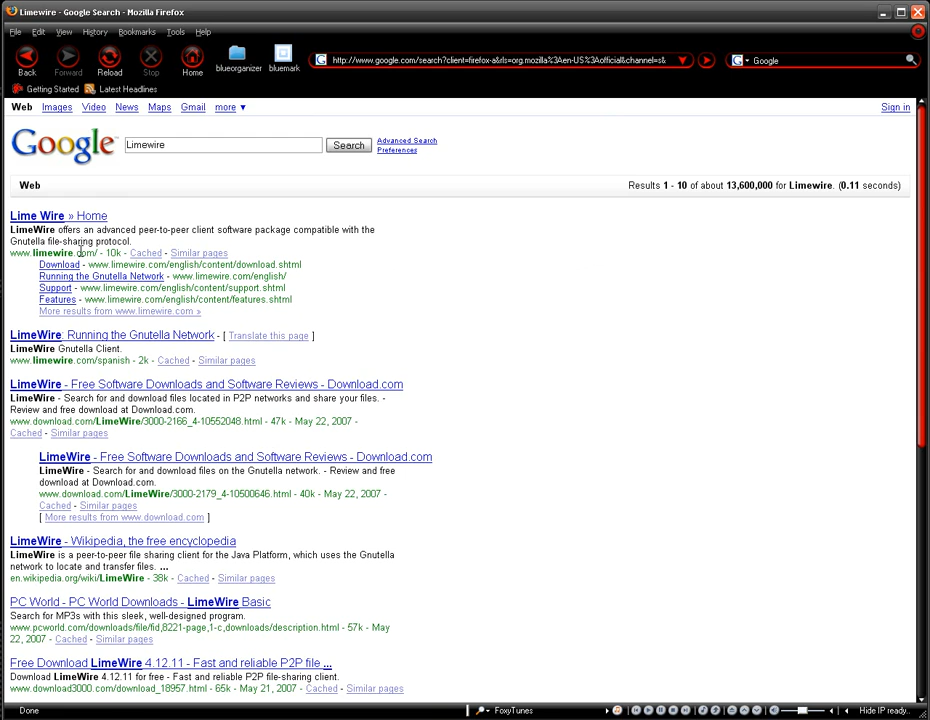 Limewire - Google Search - Mozilla Firefox
File Edit View History Bookmarks Tools Help
Back Forward Reload Stop Home blueorganizer bluemark http://www.google.com/search?client=firefox-a&rls=org.mozilla%3Aen-US%3Aofficial&channel=s& Google
Getting Started Latest Headlines
Web Images Video News Maps Gmail more ▼ Sign in
Google™ Limewire Search Advanced Search
Preferences
Web Results 1 - 10 of about 13,600,000 for Limewire. (0.11 seconds)
Lime Wire » Home
LimeWire offers an advanced peer-to-peer client software package compatible with the
Gnutella file-sharing protocol.
www.limewire.com/ - 10k - Cached - Similar pages
Download - www.limewire.com/english/content/download.shtml
Running the Gnutella Network - www.limewire.com/english/
Support - www.limewire.com/english/content/support.shtml
Features - www.limewire.com/english/content/features.shtml
More results from www.limewire.com »
LimeWire: Running the Gnutella Network - [ Translate this page ]
LimeWire Gnutella Client.
www.limewire.com/spanish - 2k - Cached - Similar pages
LimeWire - Free Software Downloads and Software Reviews - Download.com
LimeWire - Search for and download files located in P2P networks and share your files. -
Review and free download at Download.com.
www.download.com/LimeWire/3000-2166_4-10552048.html - 47k - May 22, 2007 -
Cached - Similar pages
LimeWire - Free Software Downloads and Software Reviews - Download.com
LimeWire - Search for and download files on the Gnutella network. - Review and free
download at Download.com.
www.download.com/LimeWire/3000-2179_4-10500646.html - 40k - May 22, 2007 -
Cached - Similar pages
[ More results from www.download.com ]
LimeWire - Wikipedia, the free encyclopedia
LimeWire is a peer-to-peer file sharing client for the Java Platform, which uses the Gnutella
network to locate and transfer files. ...
en.wikipedia.org/wiki/LimeWire - 38k - Cached - Similar pages
PC World - PC World Downloads - LimeWire Basic
Search for MP3s with this sleek, well-designed program.
www.pcworld.com/downloads/file/fid,8221-page,1-c,downloads/description.html - 57k - May
22, 2007 - Cached - Similar pages
Free Download LimeWire 4.12.11 - Fast and reliable P2P file ...
Download LimeWire 4.12.11 for free - Fast and reliable P2P file-sharing client.
www.download3000.com/download_18957.html - 65k - May 21, 2007 - Cached - Similar pages
Done FoxyTunes Hide IP ready..